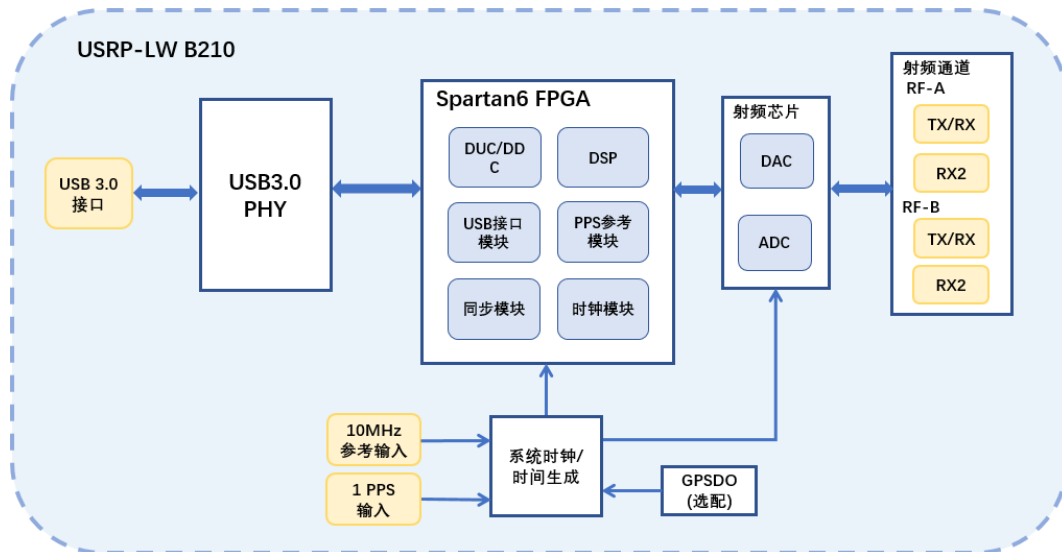 USRP-LW B210
USB 3.0
接口
USB3.0
PHY
Spartan6 FPGA
DUC/DD
C
DSP
USB接口
模块
PPS参考
模块
同步模块
时钟模块
射频芯片
DAC
ADC
射频通道
RF-A
TX/RX
RX2
RF-B
TX/RX
RX2
10MHz
参考输入
1 PPS
输入
系统时钟/
时间生成
GPSDO
(选配)